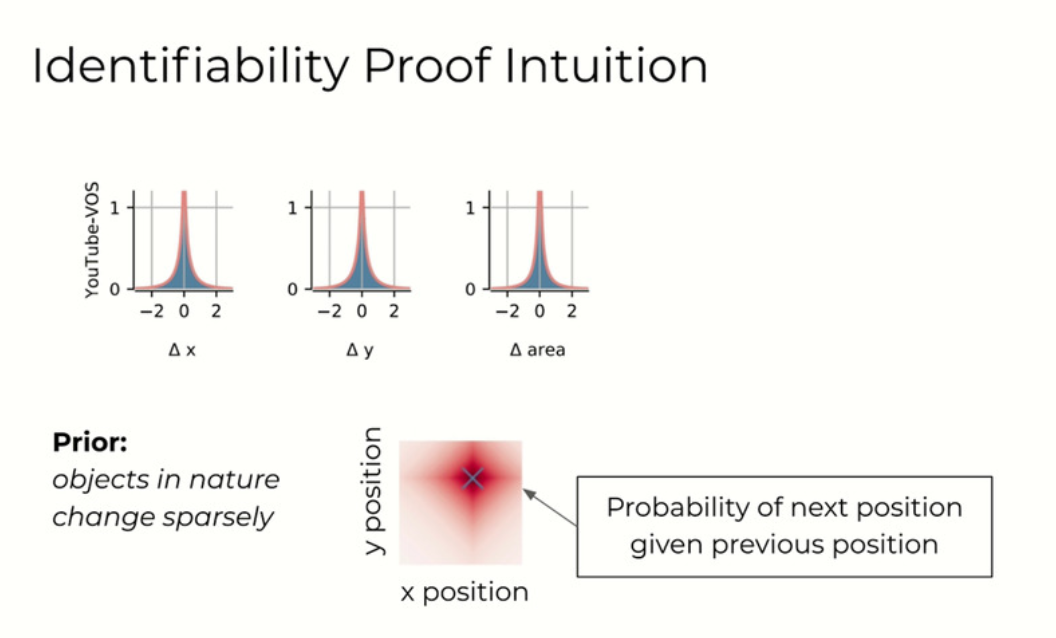 Identifiability Proof Intuition
YouTube-VOS
1
0
−2 0 2
Δ x
1
0
−2 0 2
Δ y
1
0
−2 0 2
Δ area
Prior:
objects in nature
change sparsely
y position
x position
Probability of next position
given previous position